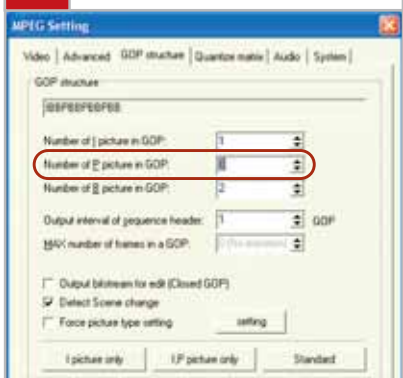 MPEG Setting
Video | Advanced | GOP structure | Quantize matrix | Audio | System |
GOP structure
Number of I picture in GOP: 1
Number of P picture in GOP:
Number of B picture in GOP: 2
Output interval of sequence header: 1 GOP
MAX number of frames in a GOP:
Output bitstream for edit (Closed GOP)
Detect Scene change
Force picture type setting setting
I picture only I,P picture only Standard